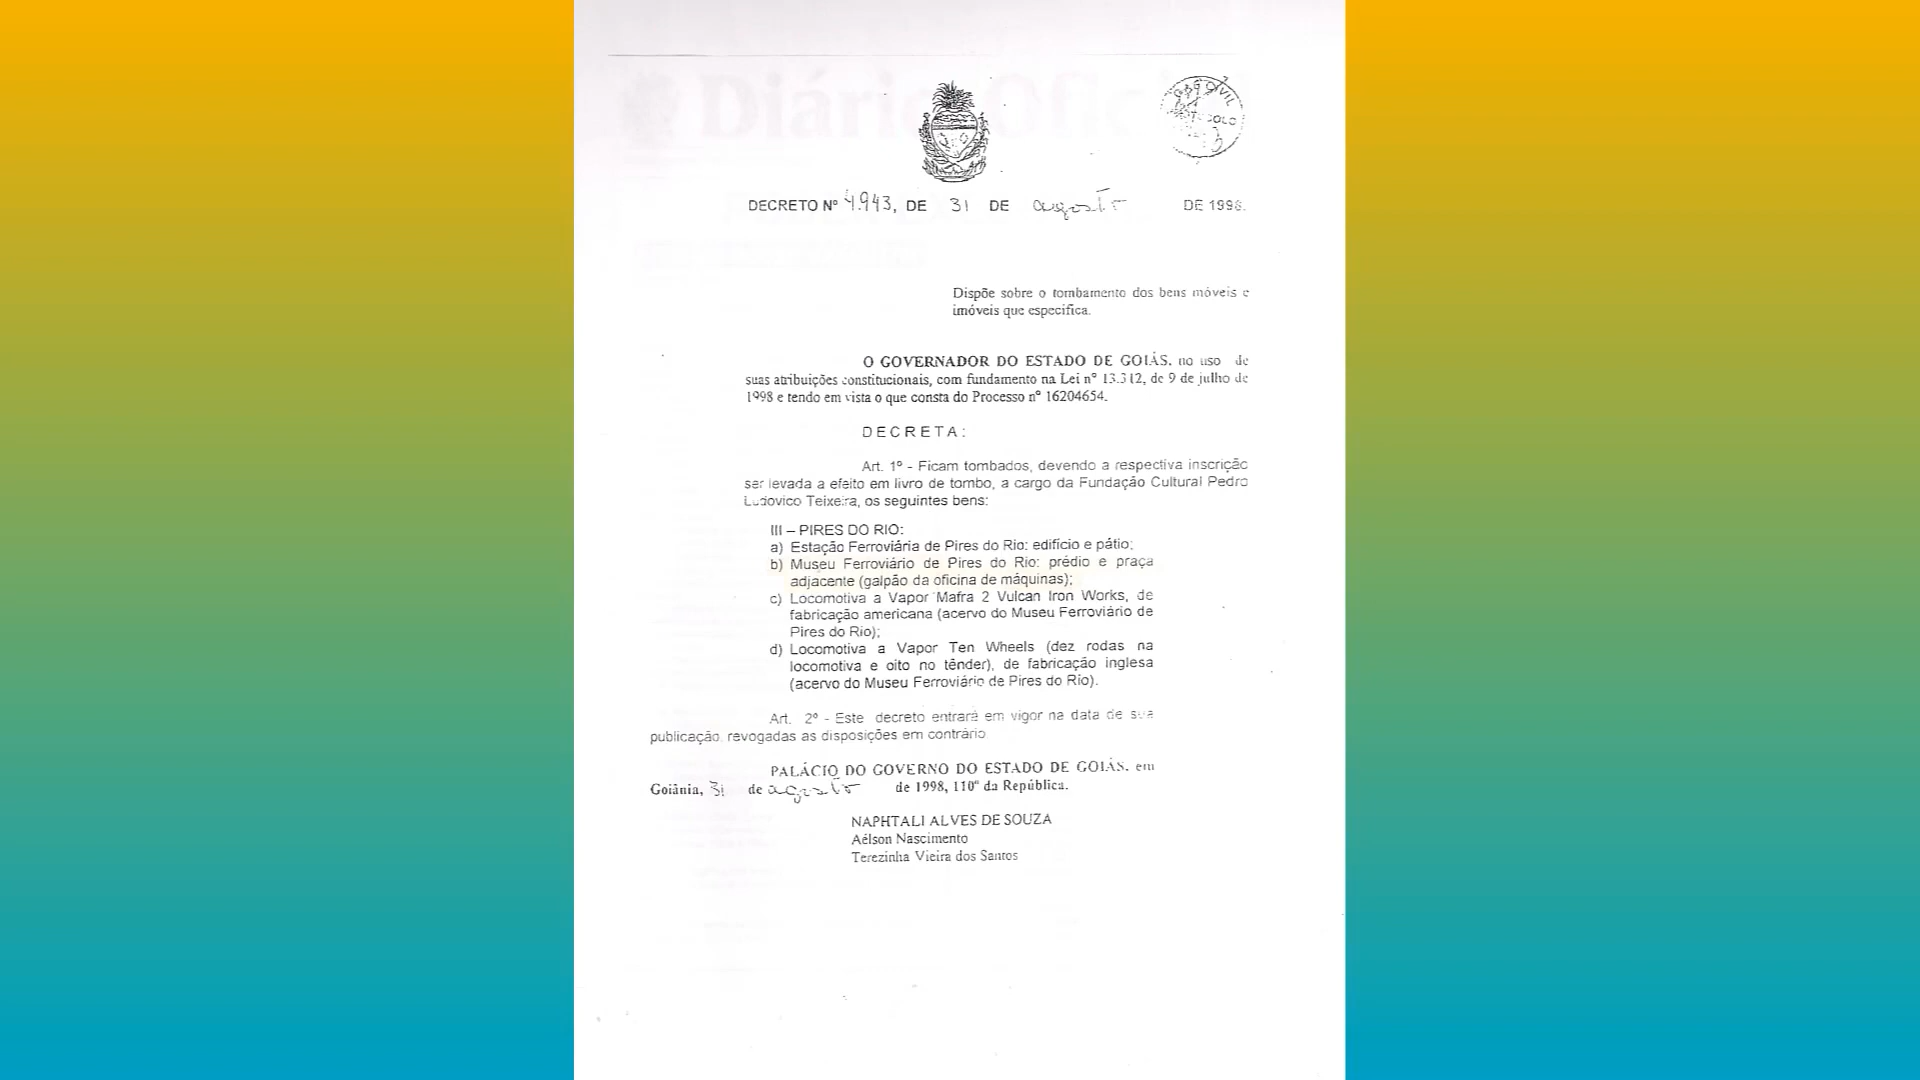 DECRETO Nº 4.943, DE 31 DE agosto DE 1998.
Dispõe sobre o tombamento dos bens móveis e
imóveis que especifica.
O GOVERNADOR DO ESTADO DE GOIÁS, no uso de
suas atribuições constitucionais, com fundamento na Lei nº 13.312, de 9 de julho de
1998 e tendo em vista o que consta do Processo nº 16204654.
DECRETA:
Art. 1º - Ficam tombados, devendo a respectiva inscrição
ser levada a efeito em livro de tombo, a cargo da Fundação Cultural Pedro
Ludovico Teixeira, os seguintes bens:
III – PIRES DO RIO:
a) Estação Ferroviária de Pires do Rio: edifício e pátio;
b) Museu Ferroviário de Pires do Rio: prédio e praça
adjacente (galpão da oficina de máquinas);
c) Locomotiva a Vapor Mafra 2 Vulcan Iron Works, de
fabricação americana (acervo do Museu Ferroviário de
Pires do Rio);
d) Locomotiva a Vapor Ten Wheels (dez rodas na
locomotiva e oito no tênder), de fabricação inglesa
(acervo do Museu Ferroviário de Pires do Rio).
Art. 2º - Este decreto entrará em vigor na data de sua
publicação, revogadas as disposições em contrário
PALÁCIO DO GOVERNO DO ESTADO DE GOIÁS, em
Goiânia, 31 de agosto de 1998, 110º da República.
NAPHTALI ALVES DE SOUZA
Aélson Nascimento
Terezinha Vieira dos Santos